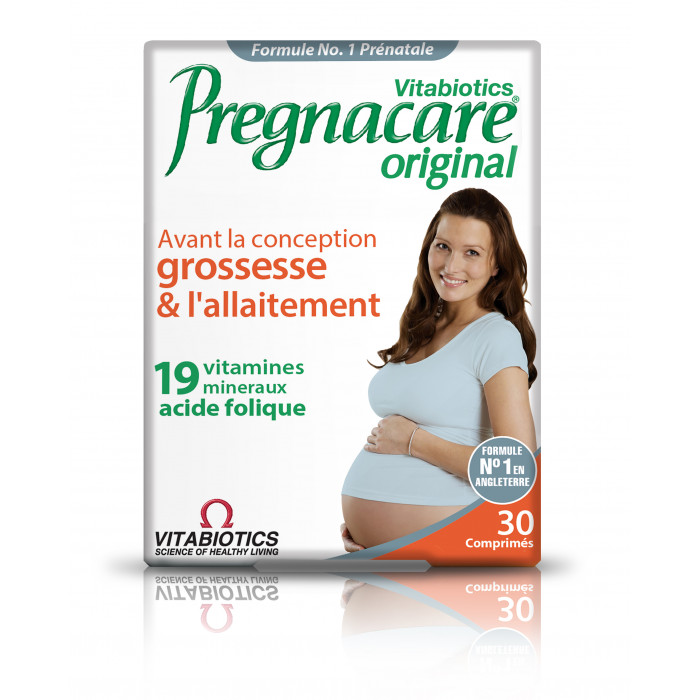 Formule No. 1 Prénatale
Vitabiotics
Pregnacare®
original
Avant la conception
grossesse
& l'allaitement
19 vitamines
mineraux
acide folique
FORMULE
Nº1 EN
ANGLETERRE
30
Comprimés
VITABIOTICS
SCIENCE OF HEALTHY LIVING